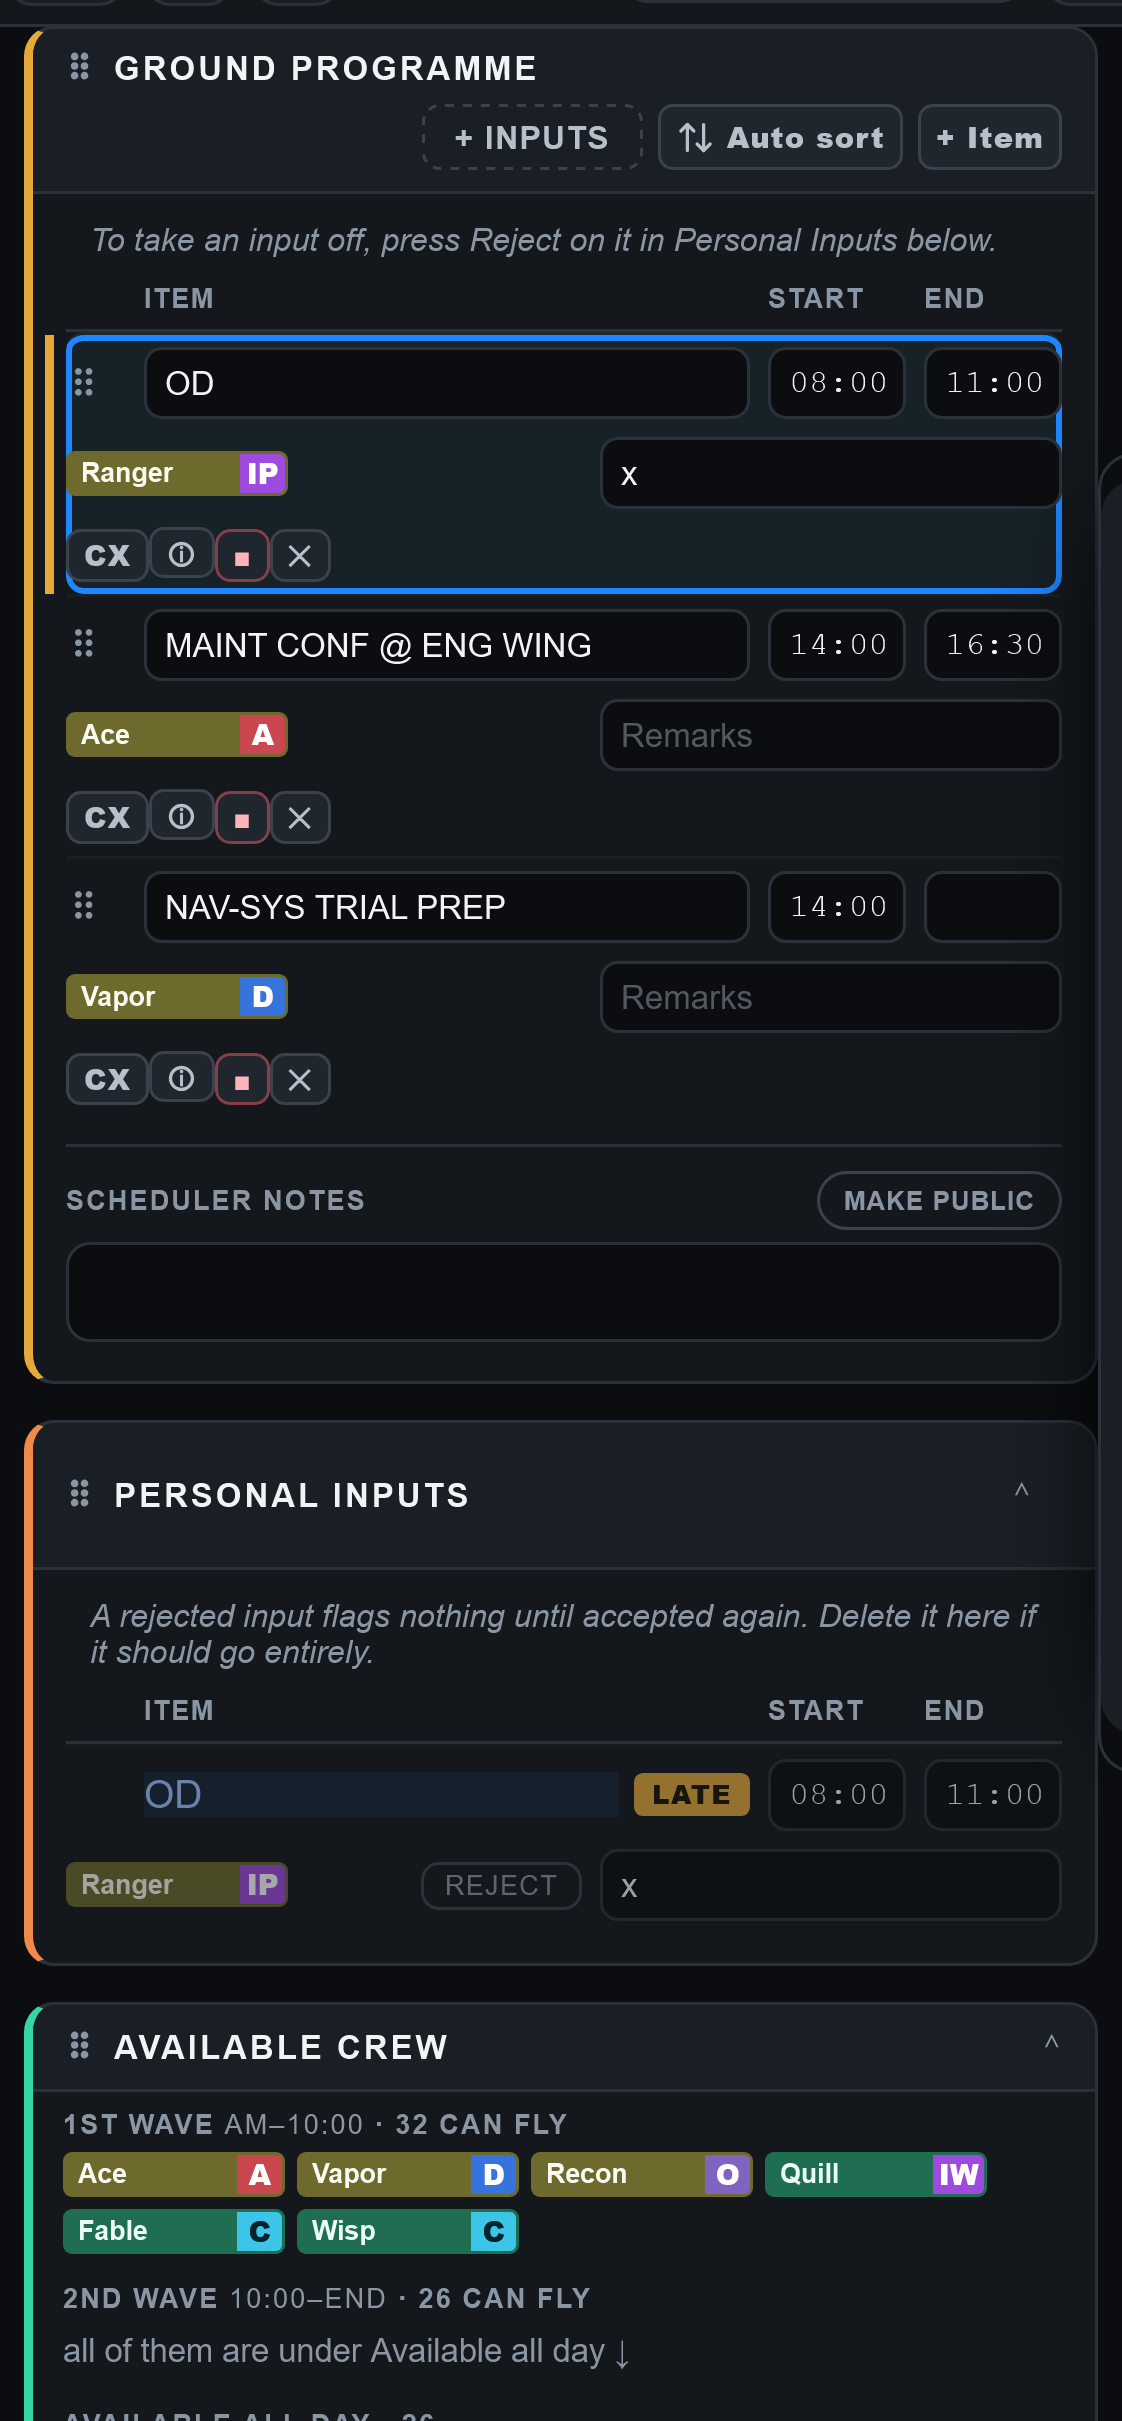 GROUND PROGRAMME
+ INPUTS Auto sort + Item
To take an input off, press Reject on it in Personal Inputs below.
ITEM START END
OD 08:00 11:00
Ranger IP x
CX
MAINT CONF @ ENG WING 14:00 16:30
Ace A Remarks
CX
NAV-SYS TRIAL PREP 14:00
Vapor D Remarks
CX
SCHEDULER NOTES MAKE PUBLIC
PERSONAL INPUTS
A rejected input flags nothing until accepted again. Delete it here if
it should go entirely.
ITEM START END
OD LATE 08:00 11:00
Ranger IP REJECT x
AVAILABLE CREW
1ST WAVE AM–10:00 · 32 CAN FLY
Ace A Vapor D Recon O Quill IW
Fable C Wisp C
2ND WAVE 10:00–END · 26 CAN FLY
all of them are under Available all day ↓
AVAILABLE ALL DAY · 26